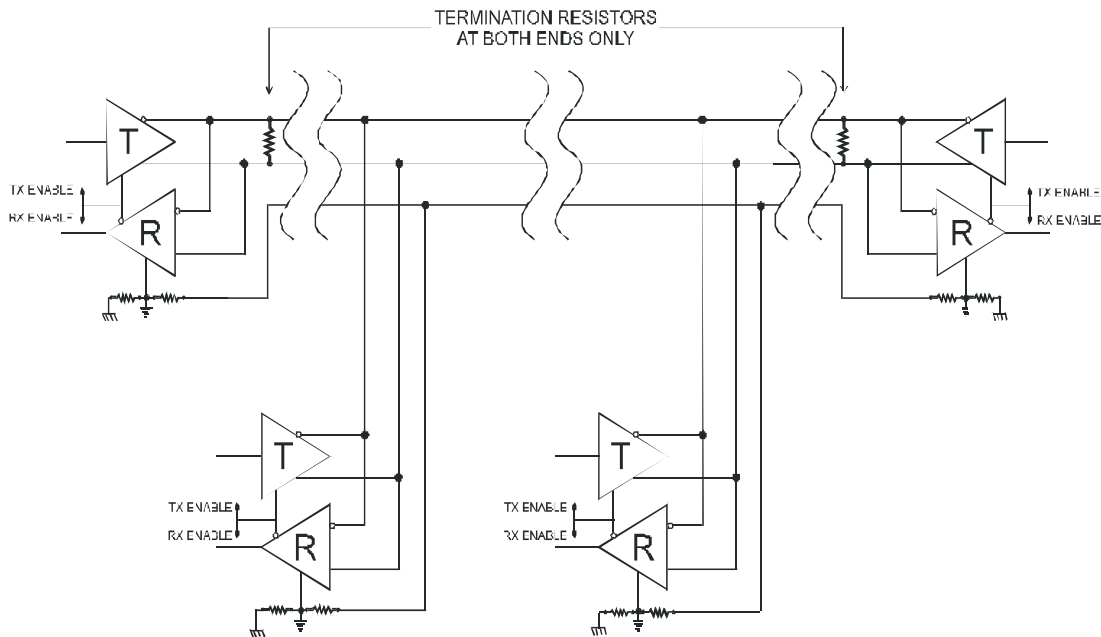 TERMINATION RESISTORS
AT BOTH ENDS ONLY
T
T
TX ENABLE
RX ENABLE
R
TX ENABLE
RX ENABLE
R
T
T
TX ENABLE
RX ENABLE
R
TX ENABLE
RX ENABLE
R